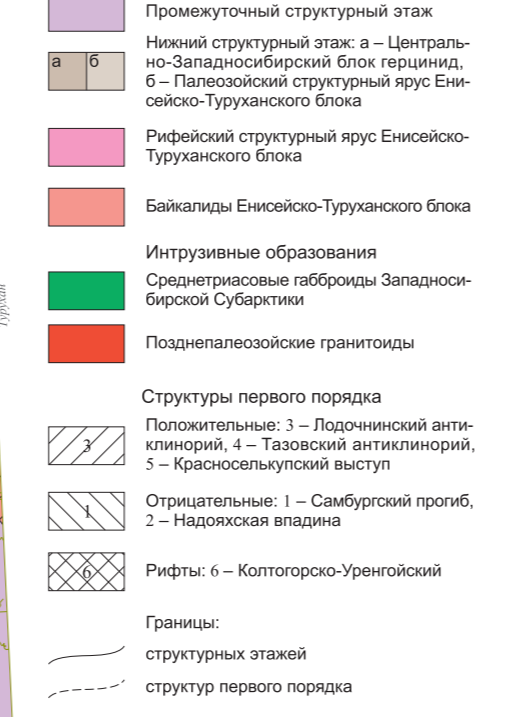 Промежуточный структурный этаж
а б
Нижний структурный этаж: а – Централь-
но-Западносибирский блок герцинид,
б – Палеозойский структурный ярус Ени-
сейско-Туруханского блока
Рифейский структурный ярус Енисейско-
Туруханского блока
Байкалиды Енисейско-Туруханского блока
Интрузивные образования
Среднетриасовые габброиды Западноси-
бирской Субарктики
Позднепалеозойские гранитоиды
Структуры первого порядка
3
Положительные: 3 – Лодочнинский анти-
клинорий, 4 – Тазовский антиклинорий,
5 – Красноселькупский выступ
1
Отрицательные: 1 – Самбургский прогиб,
2 – Надояхская впадина
6
Рифты: 6 – Колтогорско-Уренгойский
Границы:
структурных этажей
структур первого порядка
Турухан